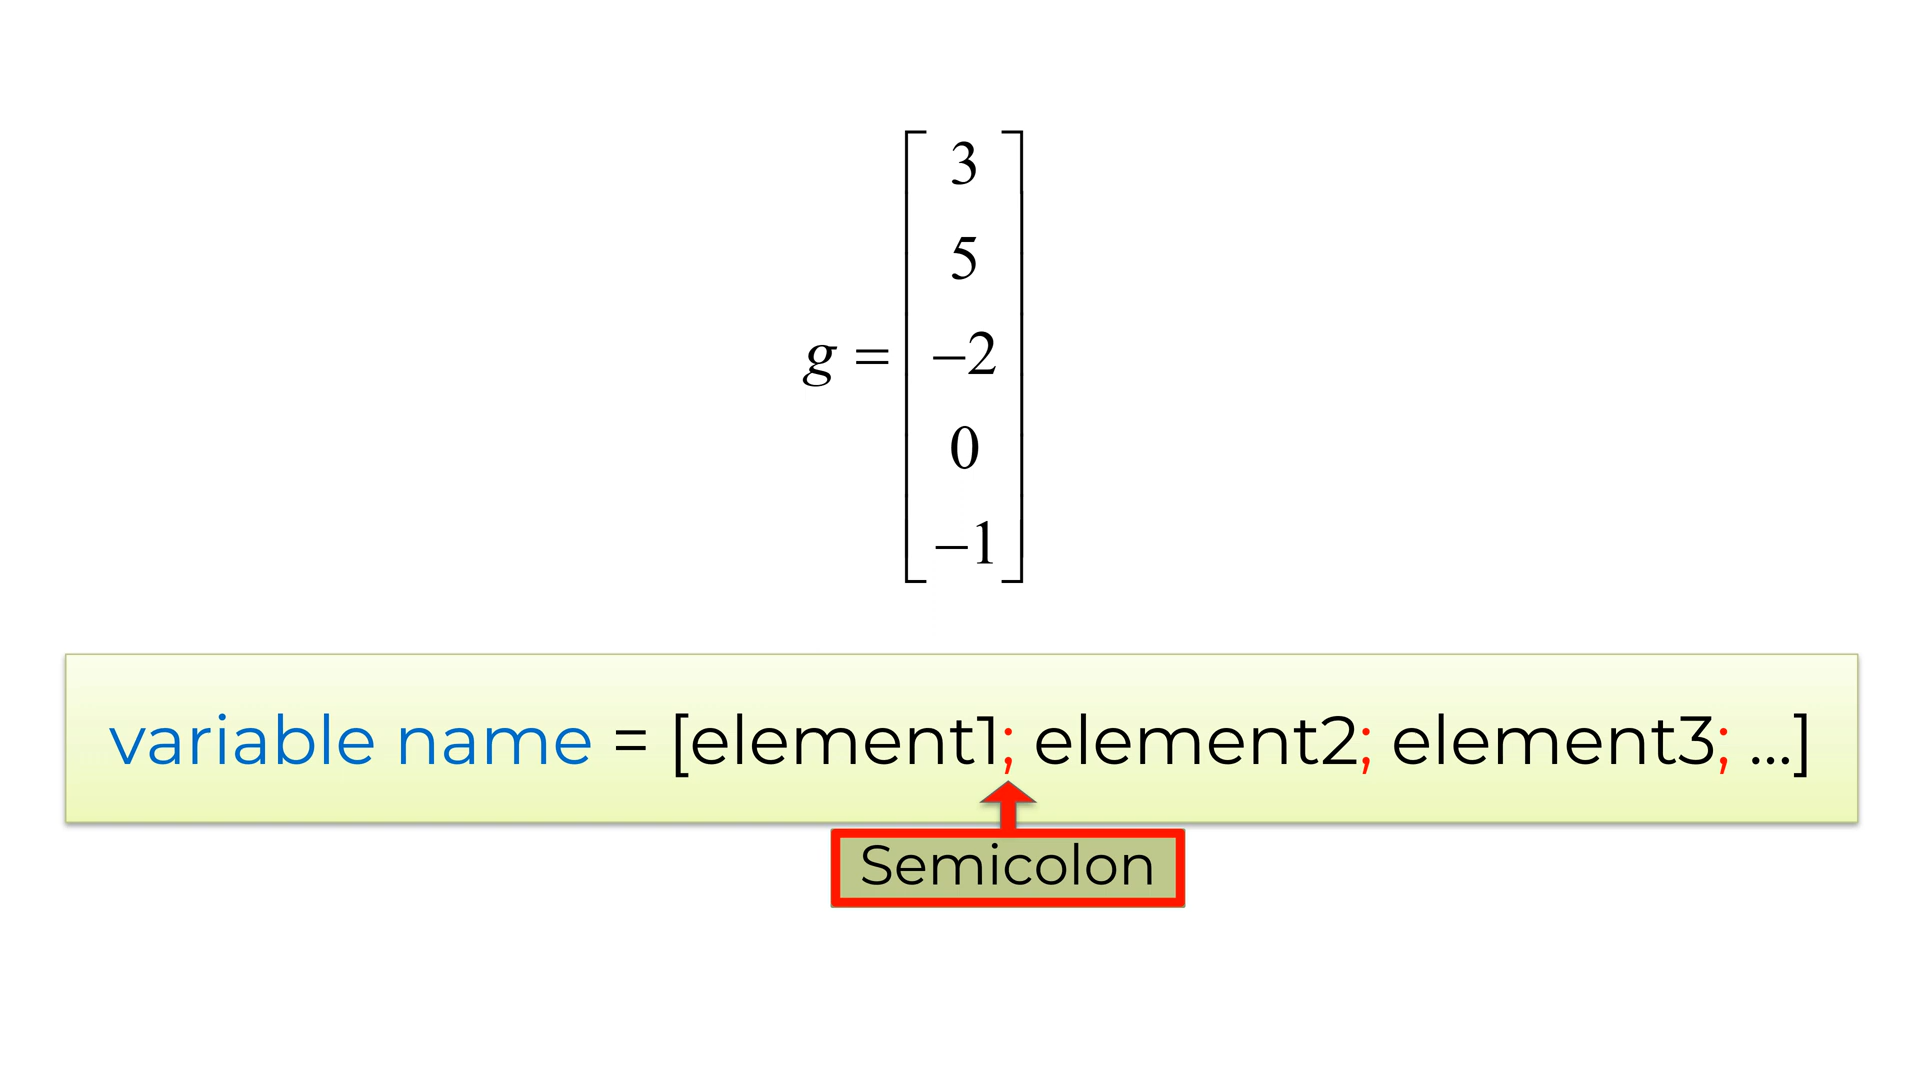 3
5
g = −2
0
−1
variable name = [element1; element2; element3; ...]
Semicolon